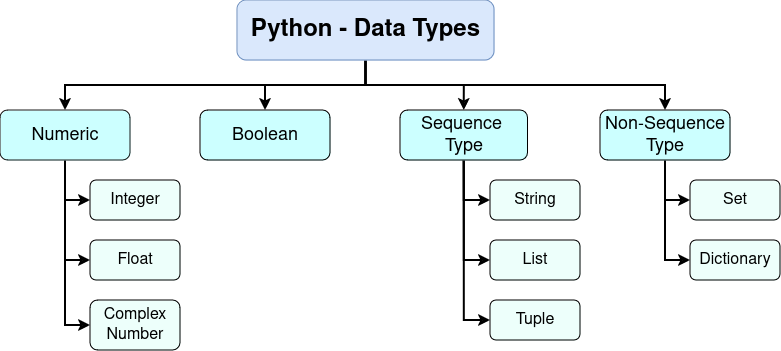 Python - Data Types
Numeric
Boolean
Sequence
Type
Non-Sequence
Type
Integer
Float
Complex
Number
String
List
Tuple
Set
Dictionary